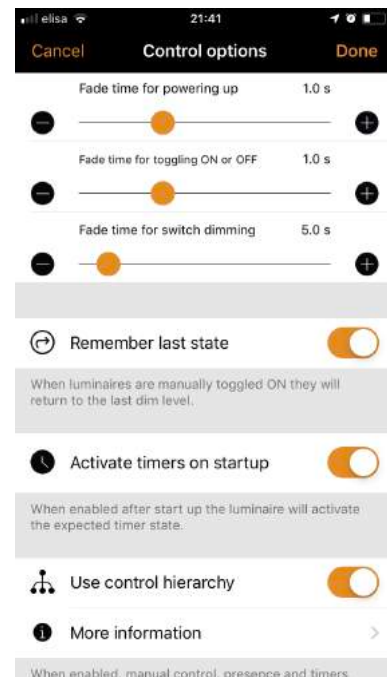 elisa 21:41
Cancel Control options Done
Fade time for powering up 1.0 s
Fade time for toggling ON or OFF 1.0 s
Fade time for switch dimming 5.0 s
Remember last state
When luminaires are manually toggled ON they will
return to the last dim level.
Activate timers on startup
When enabled after start up the luminaire will activate
the expected timer state.
Use control hierarchy
More information
When enabled, manual control, presence and timers